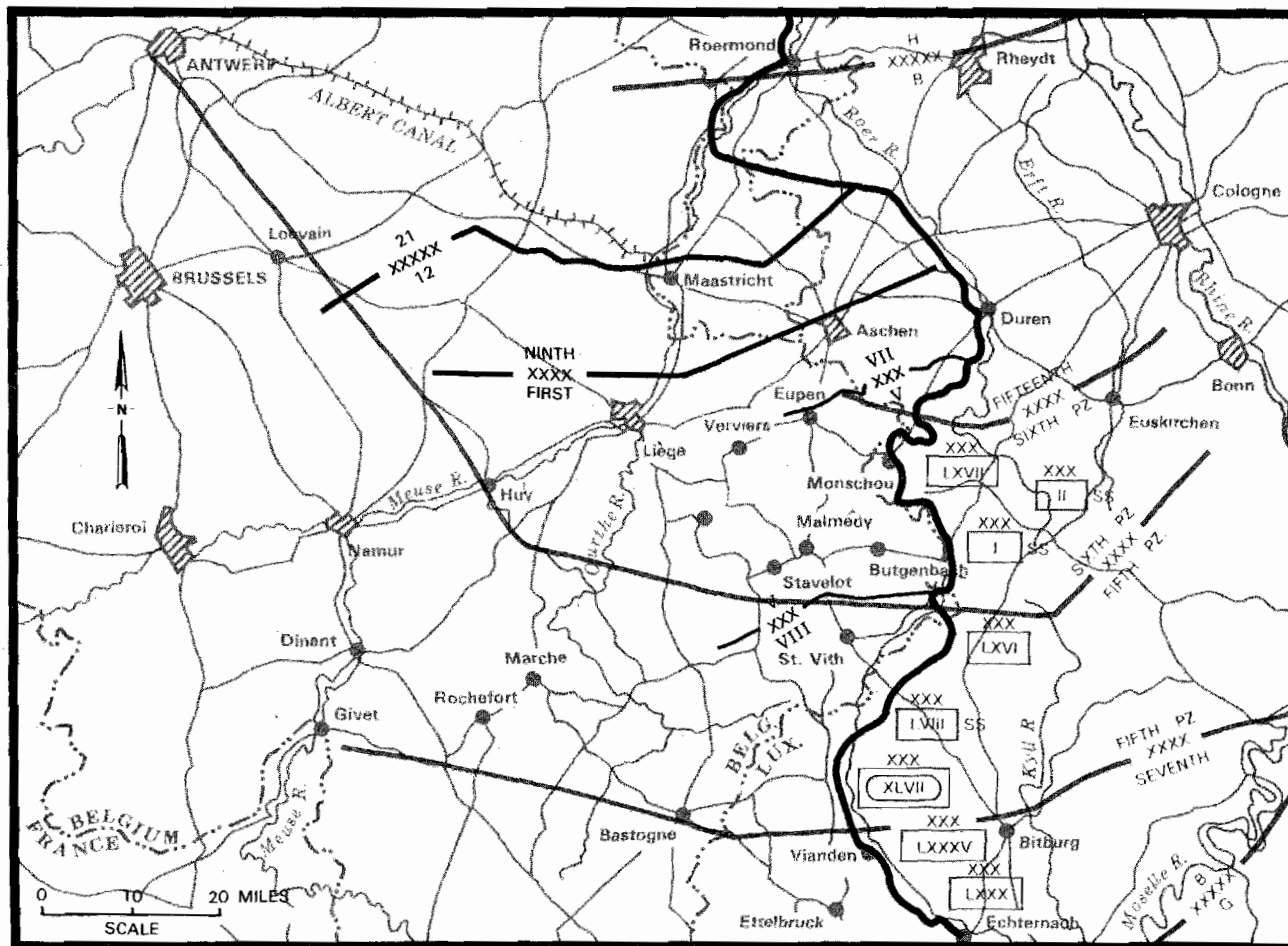 ANTWERP
ALBERT CANAL
Roermond
H
XXXXX
B
Rheydt
Roer R.
Erft R.
Cologne
Louvain
21
XXXXX
12
BRUSSELS
Maastricht
Rhine R.
Aachen
Duren
NINTH
XXXX
FIRST
VII
XXX
V
Bonn
Eupen
FIFTEENTH
XXXX
SIXTH PZ
Euskirchen
Verviers
Liège
Monschau
XXX
LXVII
XXX
II SS
Meuse R.
Huy
Ourthe R.
Charleroi
Namur
Malmédy
XXX
I SS
Stavelot
Butgenbach
SIXTH PZ
XXXX
FIFTH PZ.
V
XXX
VIII
XXX
LXVI
Dinant
St. Vith
Marche
Rochefort
Givet
XXX
LVIII SS
Kyll R
BELG.
LUX.
XXX
XLVII
FIFTH PZ
XXXX
SEVENTH
Meuse R.
BELGIUM
FRANCE
Bastogne
XXX
LXXXV
Bitburg
Vianden
XXX
LXXX
Moselle R.
B
XXXXX
G
0 10 20 MILES
SCALE
Ettelbruck
Echternach
-N-